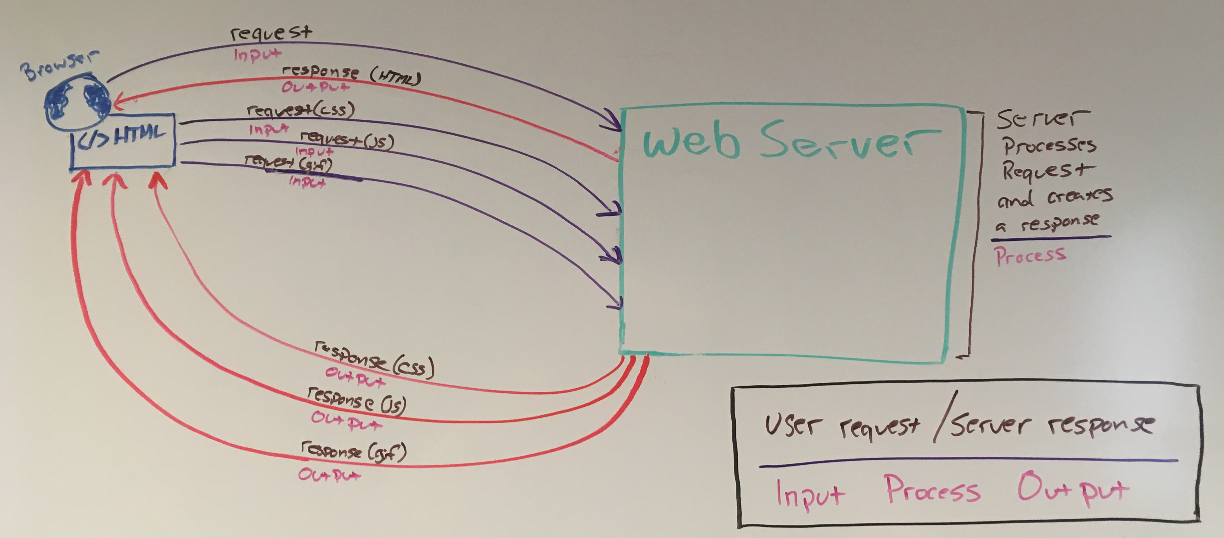 Browser
request
Input
response (HTML)
Output
</> HTML
request(css)
Input
request(Js)
Input
request(gif)
Input
Web Server
Server
Processes
Request
and creates
a response
Process
response(css)
Output
response(Js)
Output
response(gif)
Output
User request/Server response
Input Process Output